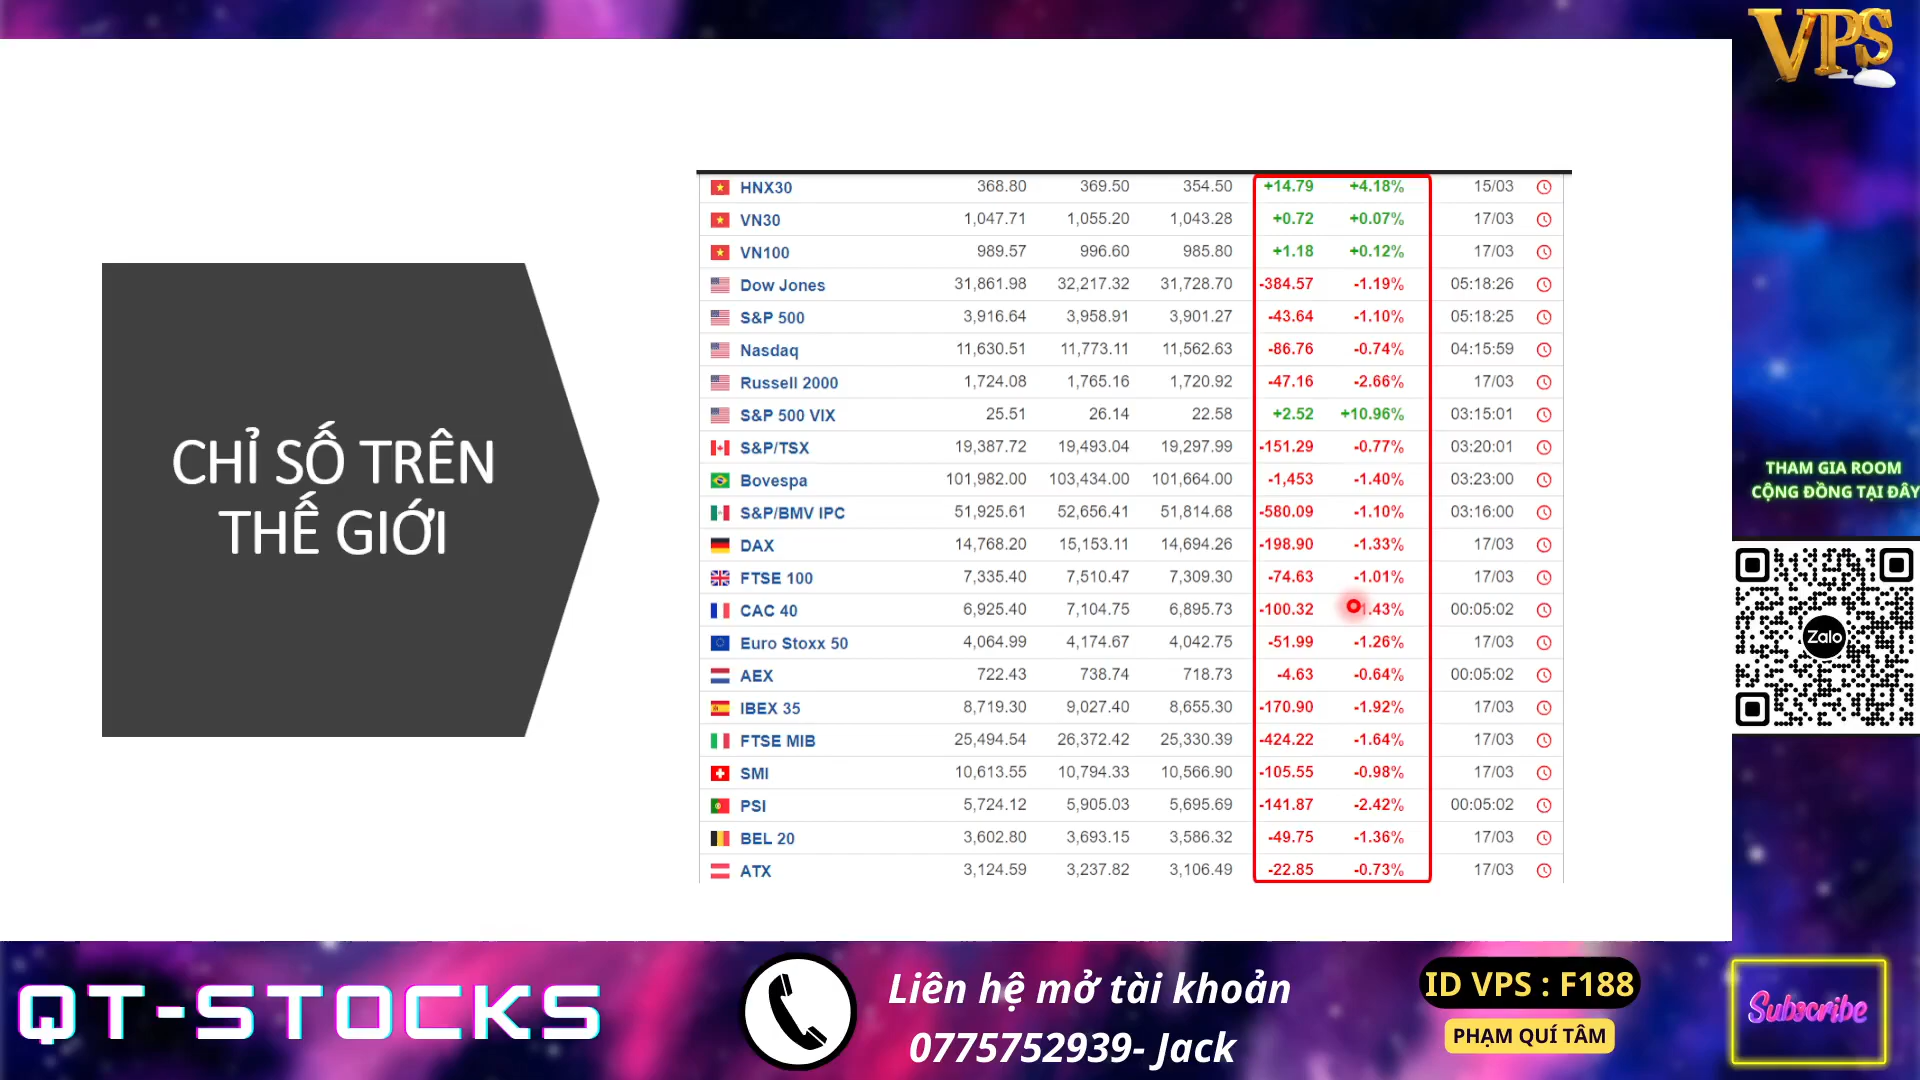 VPS
HNX30 368.80 369.50 354.50 +14.79 +4.18% 15/03
VN30 1,047.71 1,055.20 1,043.28 +0.72 +0.07% 17/03
VN100 989.57 996.60 985.80 +1.18 +0.12% 17/03
Dow Jones 31,861.98 32,217.32 31,728.70 -384.57 -1.19% 05:18:26
S&P 500 3,916.64 3,958.91 3,901.27 -43.64 -1.10% 05:18:25
Nasdaq 11,630.51 11,773.11 11,562.63 -86.76 -0.74% 04:15:59
Russell 2000 1,724.08 1,765.16 1,720.92 -47.16 -2.66% 17/03
S&P 500 VIX 25.51 26.14 22.58 +2.52 +10.96% 03:15:01
S&P/TSX 19,387.72 19,493.04 19,297.99 -151.29 -0.77% 03:20:01
Bovespa 101,982.00 103,434.00 101,664.00 -1,453 -1.40% 03:23:00
S&P/BMV IPC 51,925.61 52,656.41 51,814.68 -580.09 -1.10% 03:16:00
DAX 14,768.20 15,153.11 14,694.26 -198.90 -1.33% 17/03
FTSE 100 7,335.40 7,510.47 7,309.30 -74.63 -1.01% 17/03
CAC 40 6,925.40 7,104.75 6,895.73 -100.32 1.43% 00:05:02
Euro Stoxx 50 4,064.99 4,174.67 4,042.75 -51.99 -1.26% 17/03
AEX 722.43 738.74 718.73 -4.63 -0.64% 00:05:02
IBEX 35 8,719.30 9,027.40 8,655.30 -170.90 -1.92% 17/03
FTSE MIB 25,494.54 26,372.42 25,330.39 -424.22 -1.64% 17/03
SMI 10,613.55 10,794.33 10,566.90 -105.55 -0.98% 17/03
PSI 5,724.12 5,905.03 5,695.69 -141.87 -2.42% 00:05:02
BEL 20 3,602.80 3,693.15 3,586.32 -49.75 -1.36% 17/03
ATX 3,124.59 3,237.82 3,106.49 -22.85 -0.73% 17/03
CHỈ SỐ TRÊN
THẾ GIỚI
THAM GIA ROOM
CỘNG ĐỒNG TẠI ĐÂY
Zalo
QT-STOCKS
Liên hệ mở tài khoản
0775752939- Jack
ID VPS : F188
PHẠM QUÍ TÂM
Subscribe